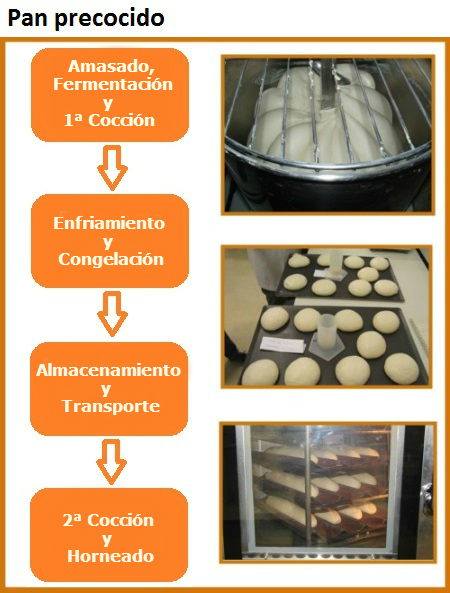 Pan precocido
Amasado,
Fermentación
y
1ª Cocción
Enfriamiento
y
Congelación
Almacenamiento
y
Transporte
2ª Cocción
y
Horneado